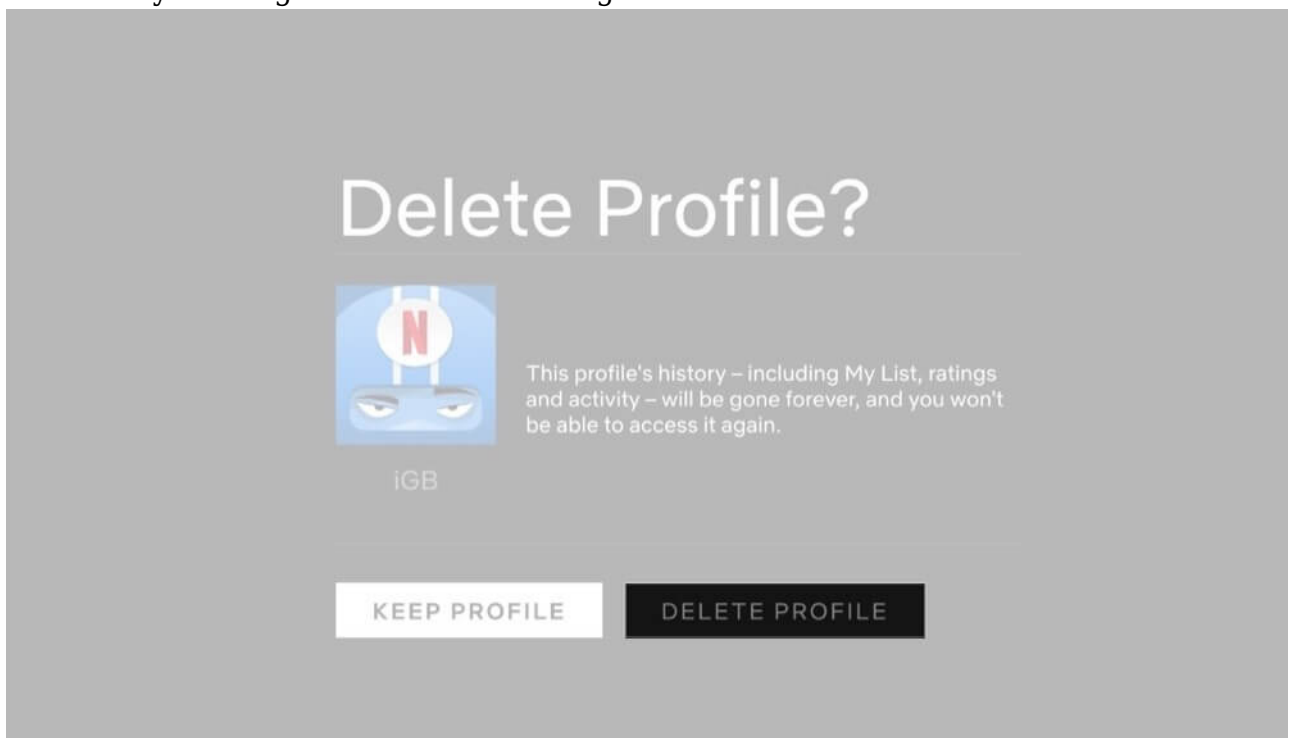 Delete Profile?
N
This profile's history – including My List, ratings
and activity – will be gone forever, and you won't
be able to access it again.
iGB
KEEP PROFILE
DELETE PROFILE